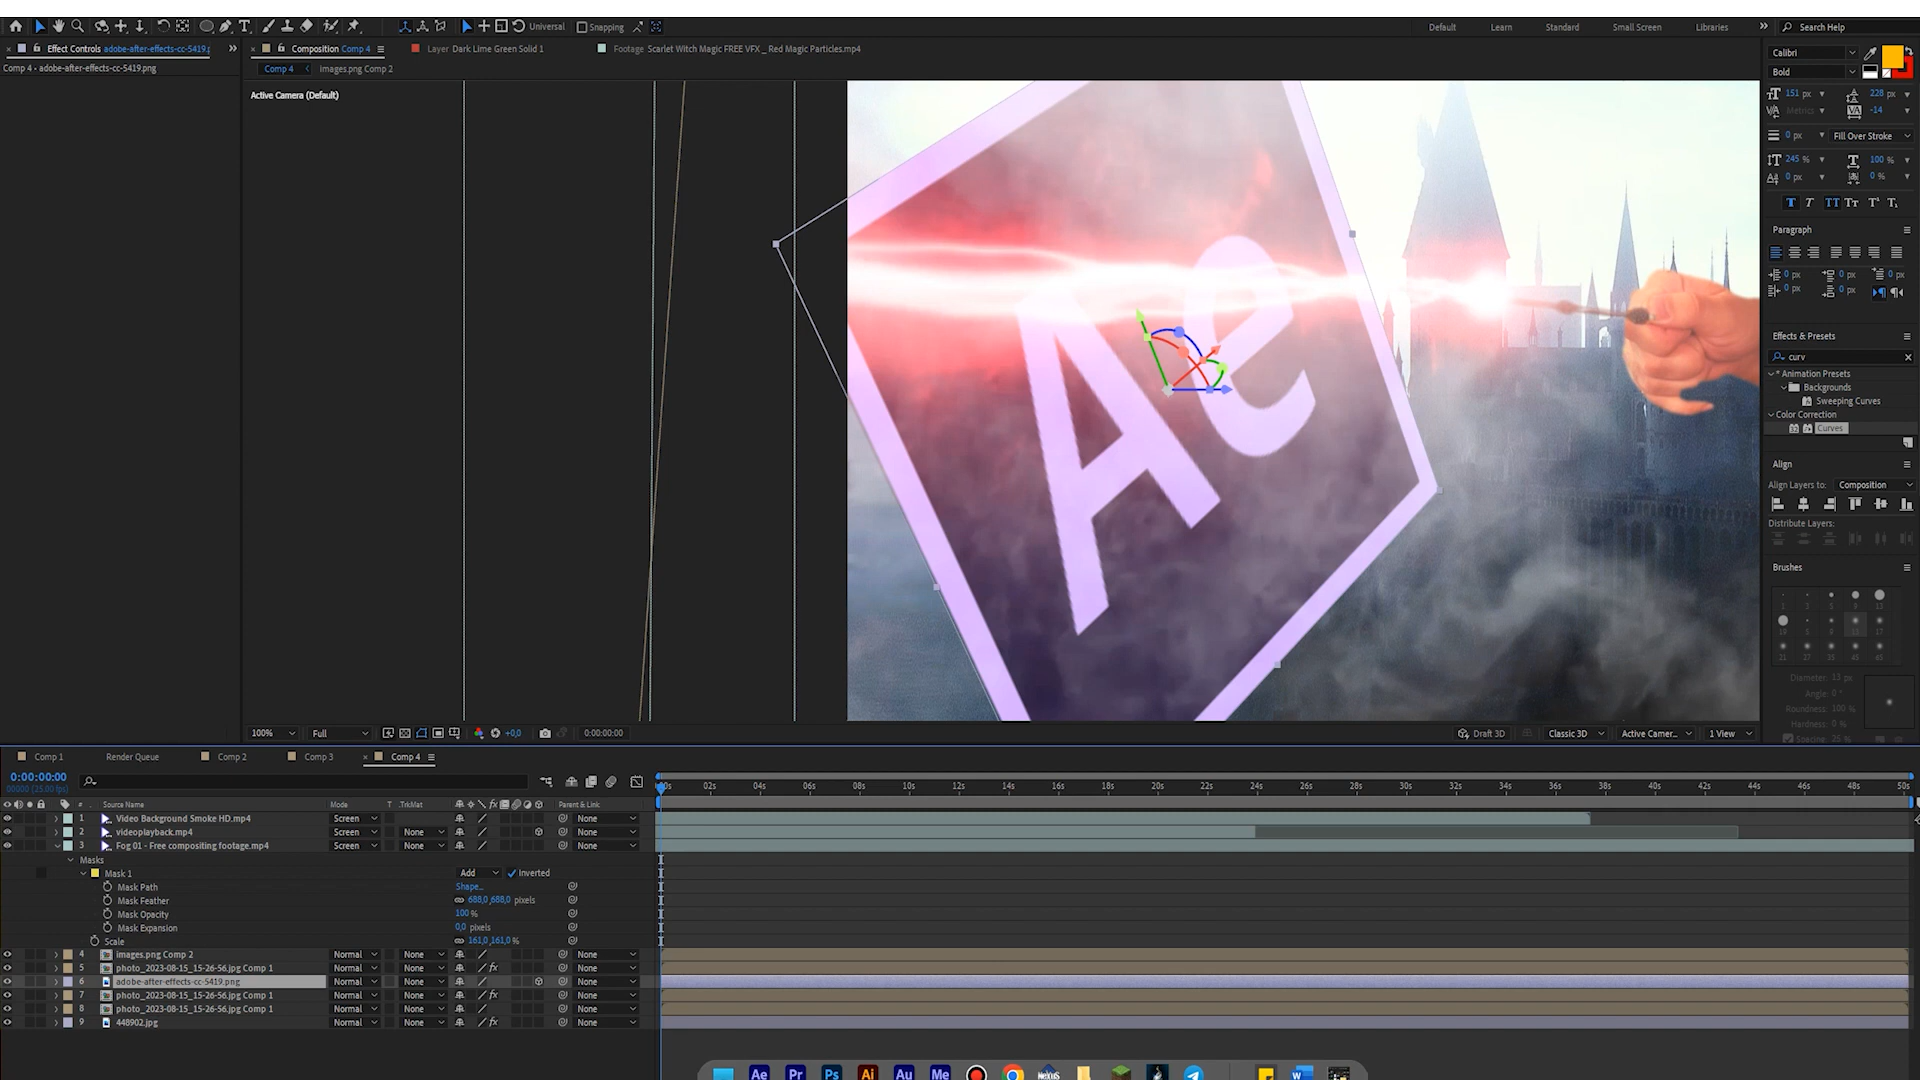 Universal
Snapping
Default
Learn
Standard
Small Screen
Libraries
Search Help
Effect Controls adobe-after-effects-cc-5419.
Composition Comp 4
Layer Dark Lime Green Solid 1
Footage Scarlet Witch Magic FREE VFX _ Red Magic Particles.mp4
Comp 4 - adobe-after-effects-cc-5419.png
Comp 4
images.png Comp 2
Active Camera (Default)
Ae
Calibri
Bold
151 px
228 px
Metrics
-14
0 px
Fill Over Stroke
245 %
100 %
0 px
0 %
Paragraph
0 px
0 px
0 px
0 px
0 px
Effects & Presets
curv
* Animation Presets
Backgrounds
Sweeping Curves
Color Correction
Curves
Align
Align Layers to:
Composition
Distribute Layers:
Brushes
Diameter: 13 px
Angle: 0°
Roundness: 100 %
Hardness: 0 %
Spacing: 25 %
100%
Full
+0,0
0:00:00:00
Draft 3D
Classic 3D
Active Camer...
1 View
Comp 1
Render Queue
Comp 2
Comp 3
Comp 4
0:00:00:00
00000 (25.00 fps)
02s 04s 06s 08s 10s 12s 14s 16s 18s 20s 22s 24s 26s 28s 30s 32s 34s 36s 38s 40s 42s 44s 46s 48s 50s
# Source Name Mode T .TrkMat Parent & Link
1 Video Background Smoke HD.mp4 Screen None
2 videoplayback.mp4 Screen None None
3 Fog 01 - Free compositing footage.mp4 Screen None None
Masks
Mask 1 Add Inverted
Mask Path Shape...
Mask Feather 688,0,688,0 pixels
Mask Opacity 100 %
Mask Expansion 0,0 pixels
Scale 161,0,161,0 %
4 images.png Comp 2 Normal None None
5 photo_2023-08-15_15-26-56.jpg Comp 1 Normal None None
6 adobe-after-effects-cc-5419.png Normal None None
7 photo_2023-08-15_15-26-56.jpg Comp 1 Normal None None
8 photo_2023-08-15_15-26-56.jpg Comp 1 Normal None None
9 448902.jpg Normal None None
Ae Pr Ps Ai Au Me NeXuS W